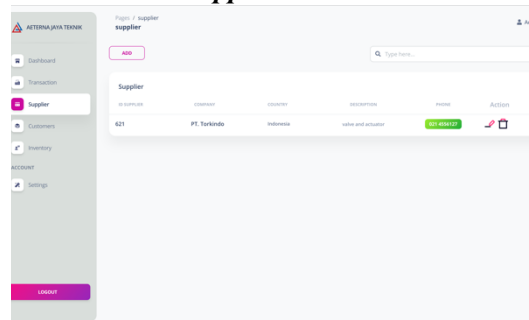 Pages / supplier
supplier
AETERNA JAYA TEKNIK
Dashboard
Transaction
Supplier
Customers
Inventory
ACCOUNT
Settings
LOGOUT
ADD
Type here...
Supplier
ID SUPPLIER COMPANY COUNTRY DESCRIPTION PHONE Action
621 PT. Torkindo Indonesia valve and actuator 021 4534127